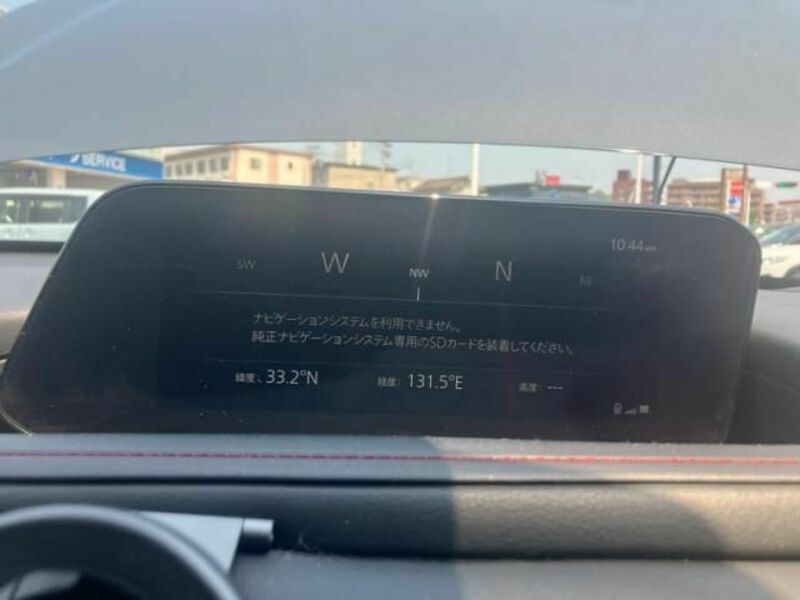 SERVICE
10:44 am
SW W NW N NE
ナビゲーションシステムを利用できません。
純正ナビゲーションシステム専用のSDカードを装着してください。
緯度: 33.2°N 経度: 131.5°E 高度: ---